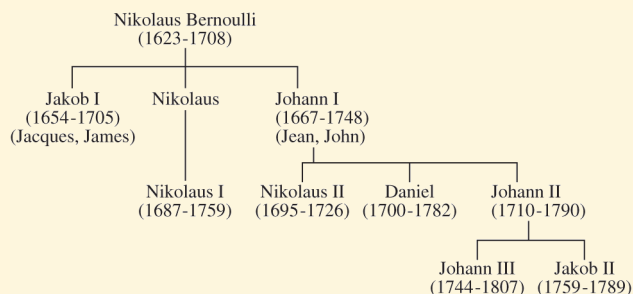 Nikolaus Bernoulli
(1623-1708)
Jakob I
(1654-1705)
(Jacques, James)
Nikolaus
Johann I
(1667-1748)
(Jean, John)
Nikolaus I
(1687-1759)
Nikolaus II
(1695-1726)
Daniel
(1700-1782)
Johann II
(1710-1790)
Johann III
(1744-1807)
Jakob II
(1759-1789)